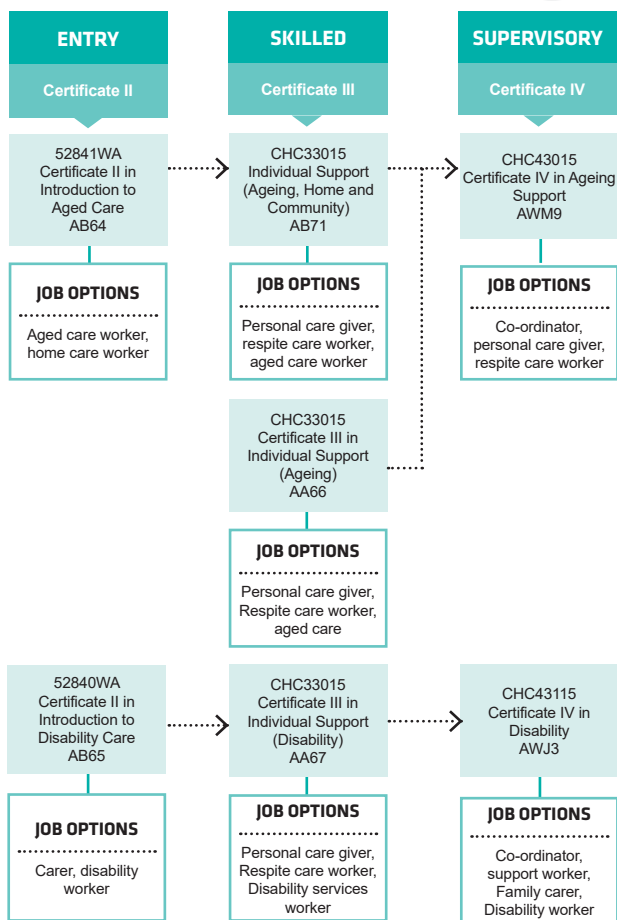 ENTRY
Certificate II
SKILLED
Certificate III
SUPERVISORY
Certificate IV
52841WA
Certificate II in
Introduction to
Aged Care
AB64
CHC33015
Individual Support
(Ageing, Home and
Community)
AB71
CHC43015
Certificate IV in Ageing
Support
AWM9
JOB OPTIONS
Aged care worker,
home care worker
JOB OPTIONS
Personal care giver,
respite care worker,
aged care worker
JOB OPTIONS
Co-ordinator,
personal care giver,
respite care worker
CHC33015
Certificate III in
Individual Support
(Ageing)
AA66
JOB OPTIONS
Personal care giver,
Respite care worker,
aged care
52840WA
Certificate II in
Introduction to
Disability Care
AB65
CHC33015
Certificate III in
Individual Support
(Disability)
AA67
CHC43115
Certificate IV in
Disability
AWJ3
JOB OPTIONS
Carer, disability
worker
JOB OPTIONS
Personal care giver,
Respite care worker,
Disability services
worker
JOB OPTIONS
Co-ordinator,
support worker,
Family carer,
Disability worker